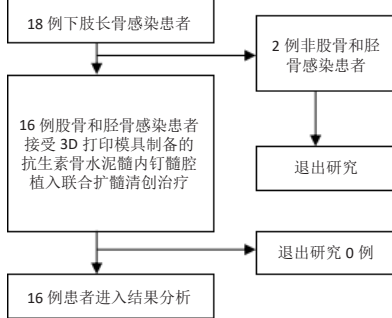 18 例下肢长骨感染患者
2 例非股骨和胫
骨感染患者
16 例股骨和胫骨感染患者
接受 3D 打印模具制备的
抗生素骨水泥髓内钉髓腔
植入联合扩髓清创治疗
退出研究
退出研究 0 例
16 例患者进入结果分析